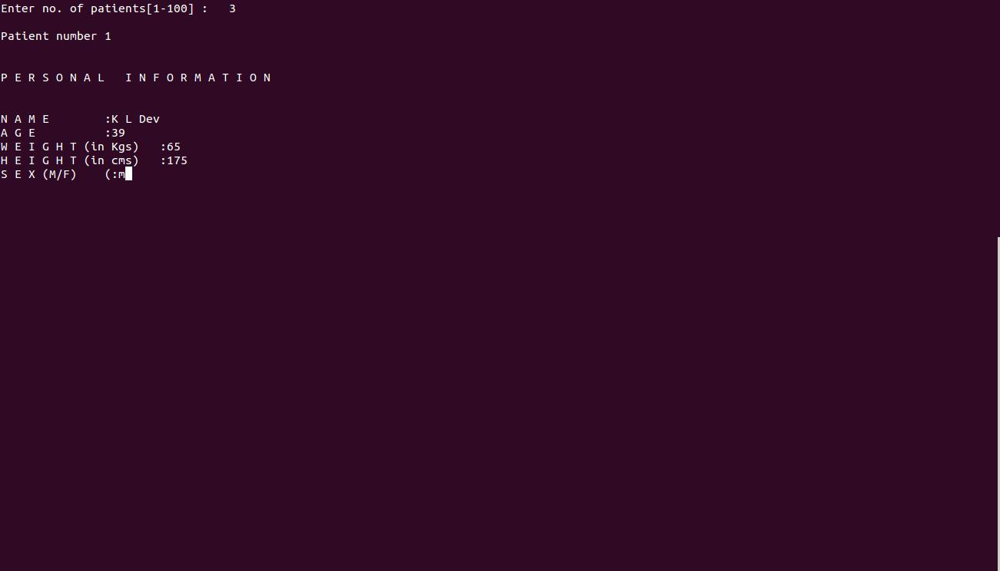 Enter no. of patients[1-100] :   3
Patient number 1
P E R S O N A L   I N F O R M A T I O N
N A M E        :K L Dev
A G E          :39
W E I G H T(in Kgs)   :65
H E I G H T(in cms)   :175
S E X(M/F)    (:m